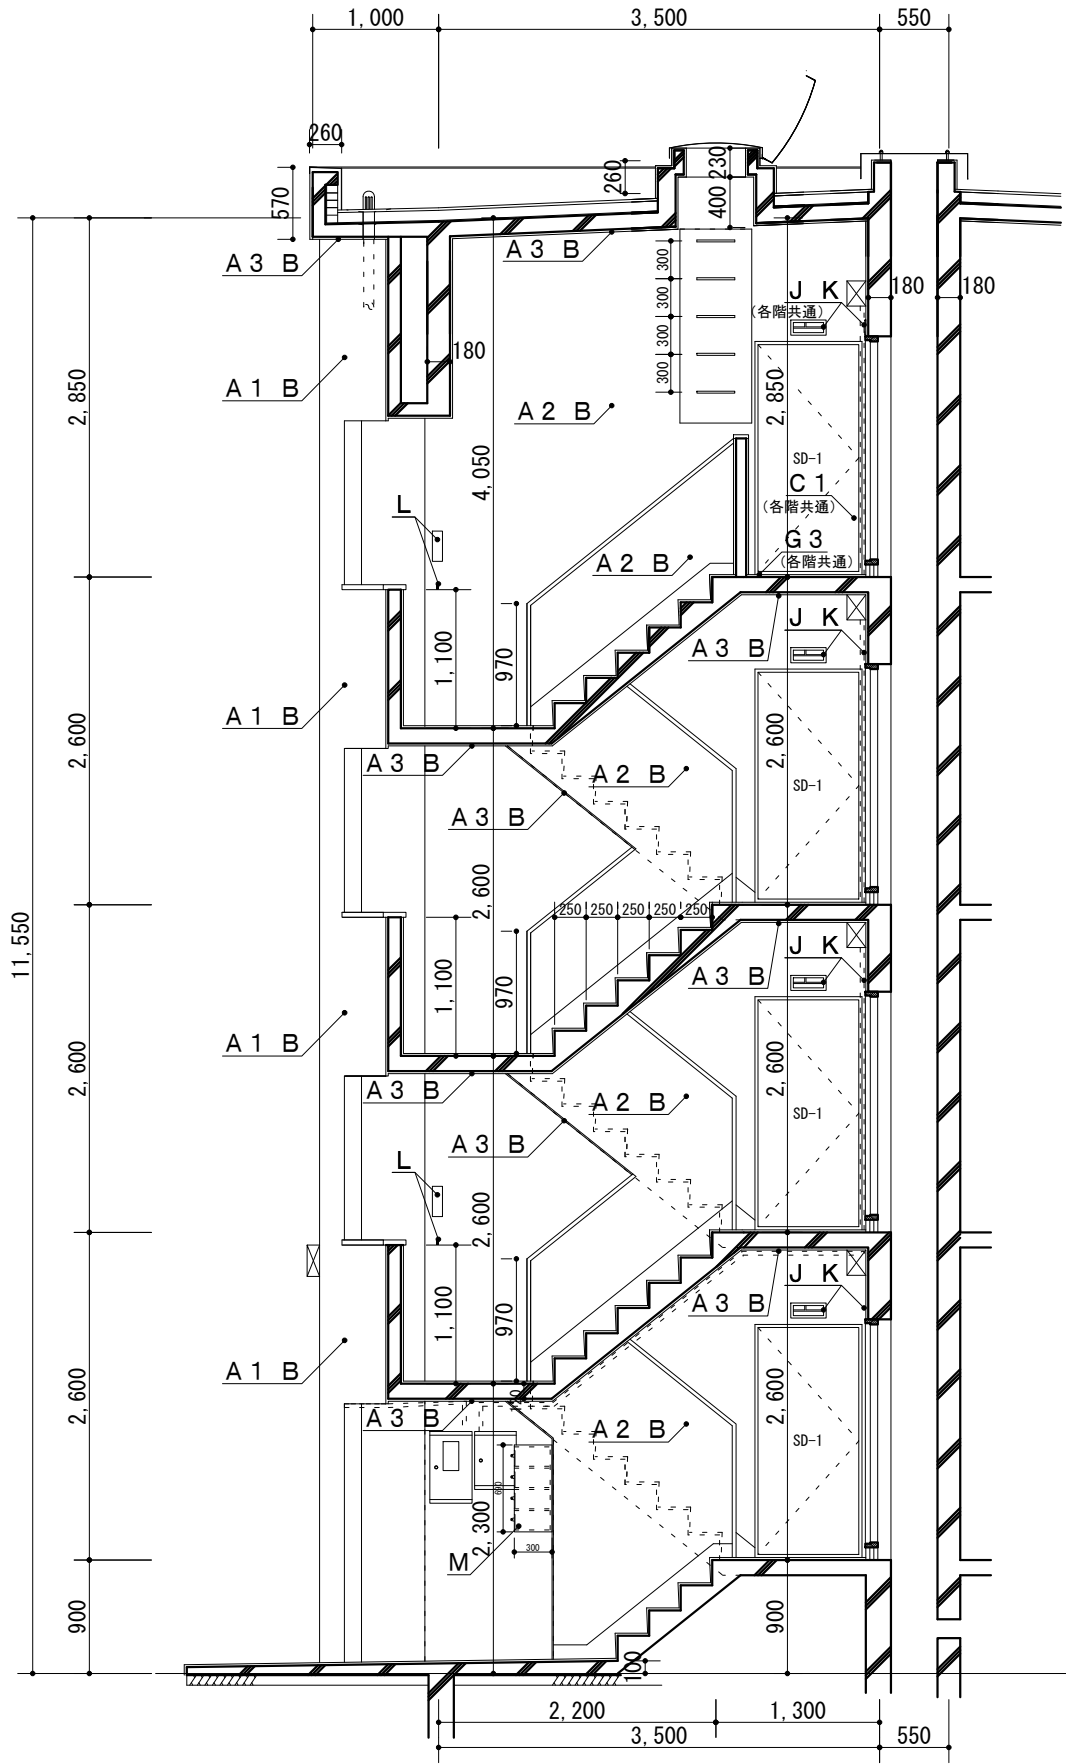 1,000
3,500
550
260
570
260
230
400
A3 B
A3 B
300
300
300
300
J K
(各階共通)
180
180
180
A1 B
2,850
A2 B
2,850
4,050
SD-1
C1
(各階共通)
L
G3
(各階共通)
A2 B
1,100
970
A3 B
J K
A1 B
2,600
A3 B
A2 B
2,600
SD-1
A3 B
2,600
250
250
250
250
250
11,550
1,100
970
A3 B
J K
A1 B
2,600
A3 B
A2 B
2,600
SD-1
A3 B
L
2,600
1,100
970
A3 B
J K
A1 B
2,600
A3 B
A2 B
2,600
SD-1
690
2,300
300
M
900
900
100
2,200
1,300
3,500
550